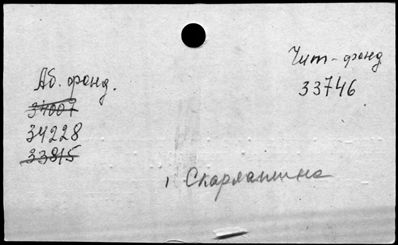 Аб. фонд.
34007
34228
33815
Чит-фонд
33746
1 Скарлатина